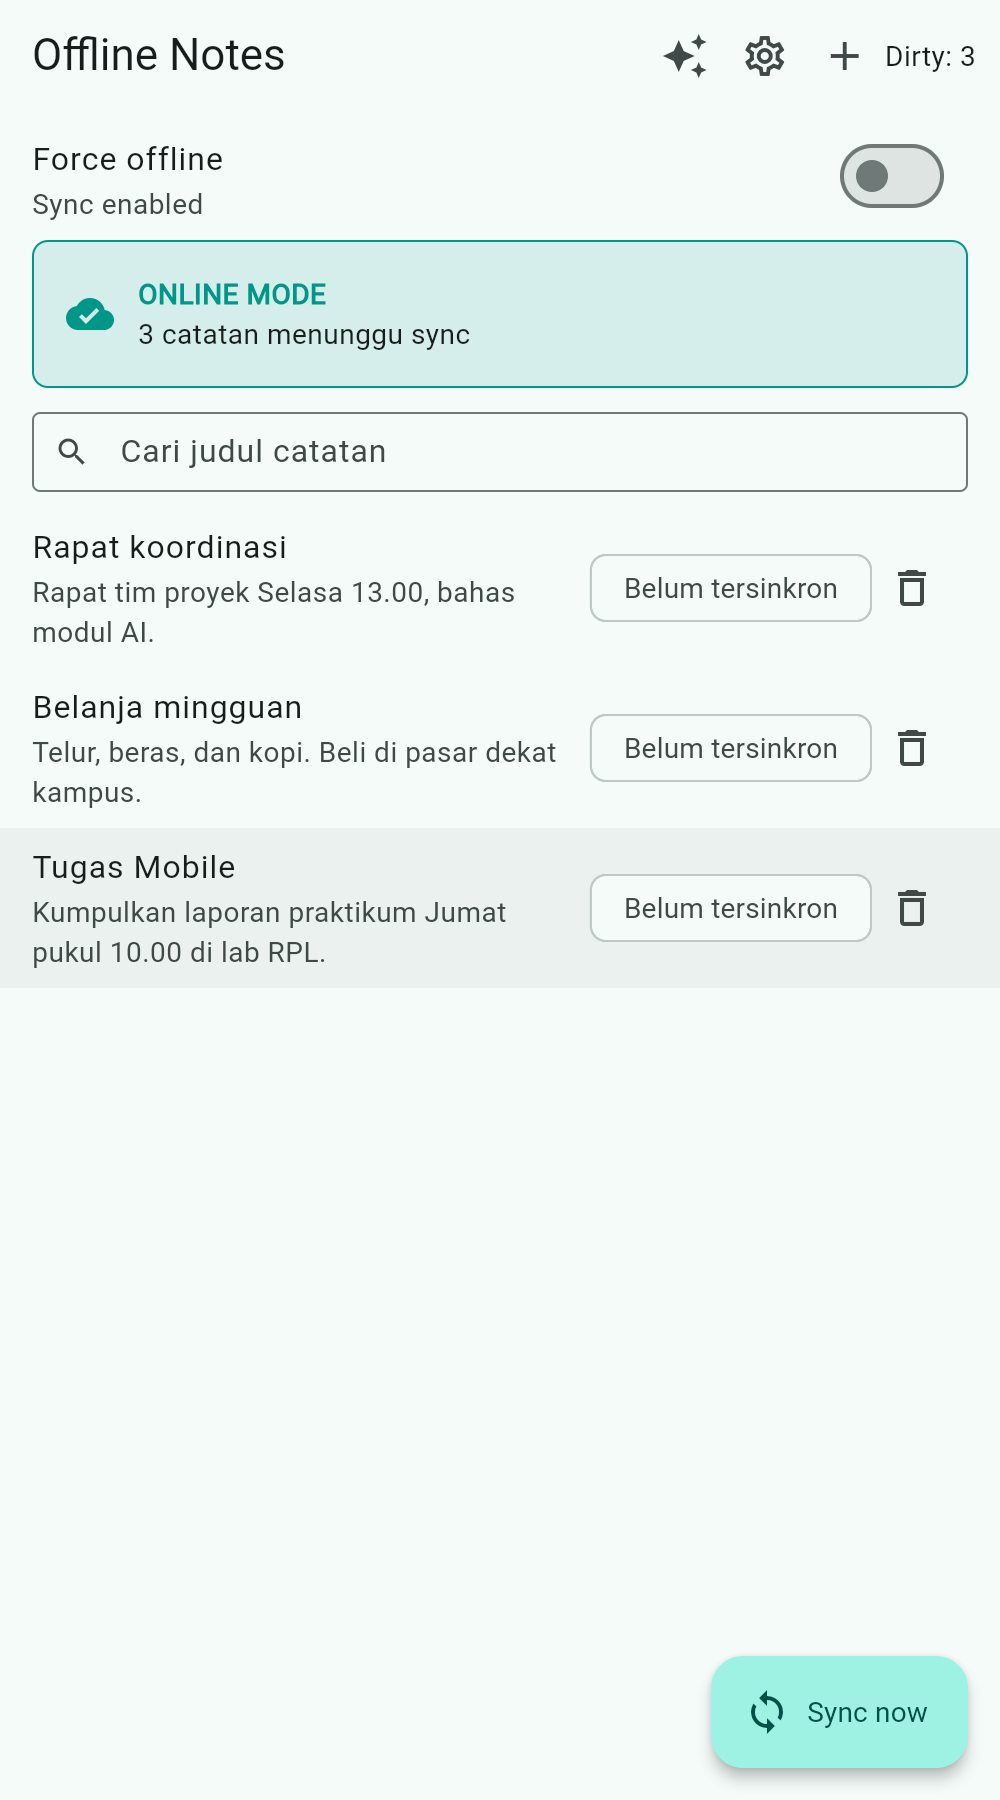 Offline Notes
Dirty: 3
Force offline
Sync enabled
ONLINE MODE
3 catatan menunggu sync
Cari judul catatan
Rapat koordinasi
Rapat tim proyek Selasa 13.00, bahas
modul AI.
Belum tersinkron
Belanja mingguan
Telur, beras, dan kopi. Beli di pasar dekat
kampus.
Belum tersinkron
Tugas Mobile
Kumpulkan laporan praktikum Jumat
pukul 10.00 di lab RPL.
Belum tersinkron
Sync now